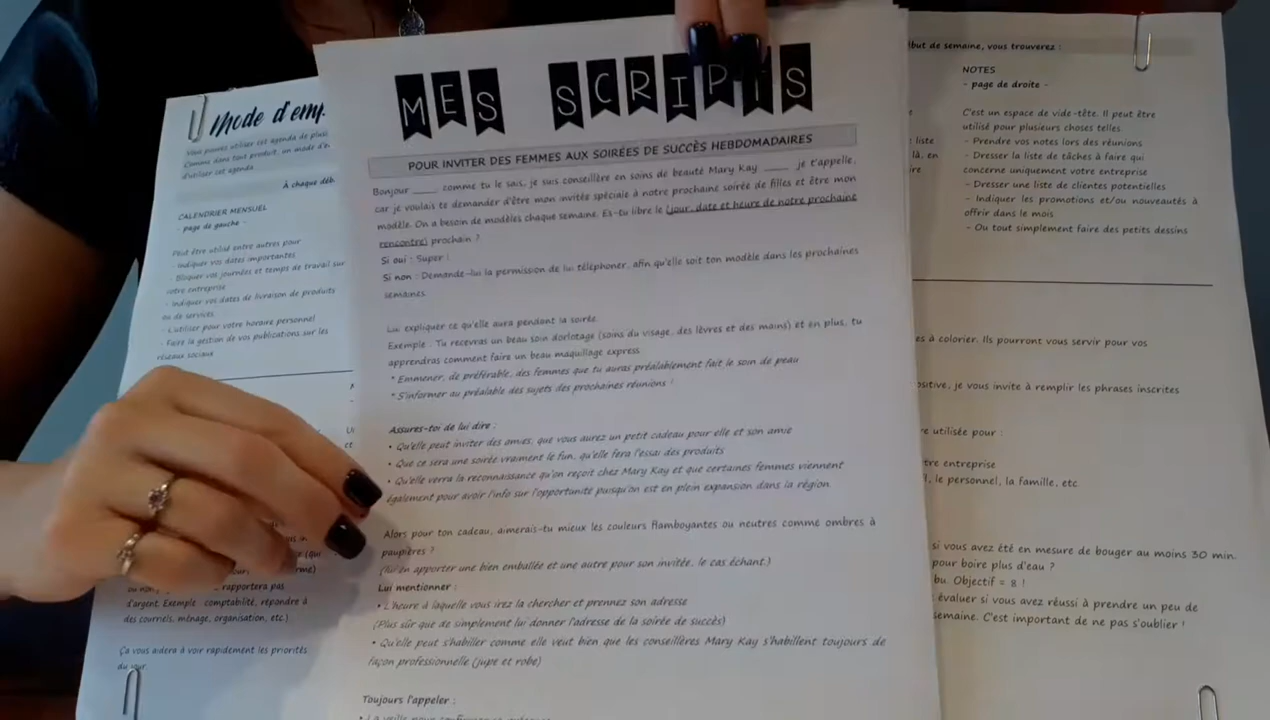 Mode d'emp
Vous pouvez utiliser cet agenda de plusi
Comme dans tout produit, un mode d'e
d'utiliser cet agenda
À chaque déb
CALENDRIER MENSUEL
- page de gauche -
Peut être utilisé entre autres pour
- Indiquer vos dates importantes
- Bloquer vos journées et temps de travail sur
votre entreprise
- Indiquer vos dates de livraison de produits
ou de services
- L'utiliser pour votre horaire personnel
- Faire la gestion de vos publications sur les
réseaux sociaux
rapportera pas
d'argent. Exemple : comptabilité, répondre à
des courriels, ménage, organisation, etc.)
Ça vous aidera à voir rapidement les priorités
du jour.
MES SCRIPTS
POUR INVITER DES FEMMES AUX SOIRÉES DE SUCCÈS HEBDOMADAIRES
Bonjour ____ comme tu le sais, je suis conseillère en soins de beauté Mary Kay ____ je t'appelle,
car je voulais te demander d'être mon invitée spéciale à notre prochaine soirée de filles et être mon
modèle. On a besoin de modèles chaque semaine. Es-tu libre le (jour, date et heure de notre prochaine
rencontre) prochain ?
Si oui : Super !
Si non : Demande-lui la permission de lui téléphoner, afin qu'elle soit ton modèle dans les prochaines
semaines.
Lui expliquer ce qu'elle aura pendant la soirée.
Exemple : Tu recevras un beau soin dorlotage (soins du visage, des lèvres et des mains) et en plus, tu
apprendras comment faire un beau maquillage express
* Emmener, de préférable, des femmes que tu auras préalablement fait le soin de peau
* S'informer au préalable des sujets des prochaines réunions !
Assures-toi de lui dire :
• Qu'elle peut inviter des amies, que vous aurez un petit cadeau pour elle et son amie
• Que ce sera une soirée vraiment le fun, qu'elle fera l'essai des produits
• Qu'elle verra la reconnaissance qu'on reçoit chez Mary Kay et que certaines femmes viennent
également pour avoir l'info sur l'opportunité puisqu'on est en plein expansion dans la région.
Alors pour ton cadeau, aimerais-tu mieux les couleurs flamboyantes ou neutres comme ombres à
paupières ?
(lui en apporter une bien emballée et une autre pour son invitée, le cas échant.)
Lui mentionner :
• L'heure à laquelle vous irez la chercher et prennez son adresse
(Plus sûr que de simplement lui donner l'adresse de la soirée de succès)
• Qu'elle peut s'habiller comme elle veut bien que les conseillères Mary Kay s'habillent toujours de
façon professionnelle (jupe et robe)
Toujours l'appeler :
but de semaine, vous trouverez :
NOTES
- page de droite -
C'est un espace de vide-tête. Il peut être
utilisé pour plusieurs choses telles
- Prendre vos notes lors des réunions
- Dresser la liste de tâches à faire qui
concerne uniquement votre entreprise
- Dresser une liste de clientes potentielles
- Indiquer les promotions et/ou nouveautés à
offrir dans le mois
- Ou tout simplement faire des petits dessins
liste
là, en
ire
es à colorier. Ils pourront vous servir pour vos
ositive, je vous invite à remplir les phrases inscrites
e utilisée pour :
tre entreprise
, le personnel, la famille, etc.
si vous avez été en mesure de bouger au moins 30 min.
pour boire plus d'eau ?
bu. Objectif = 8 !
évaluer si vous avez réussi à prendre un peu de
semaine. C'est important de ne pas s'oublier !